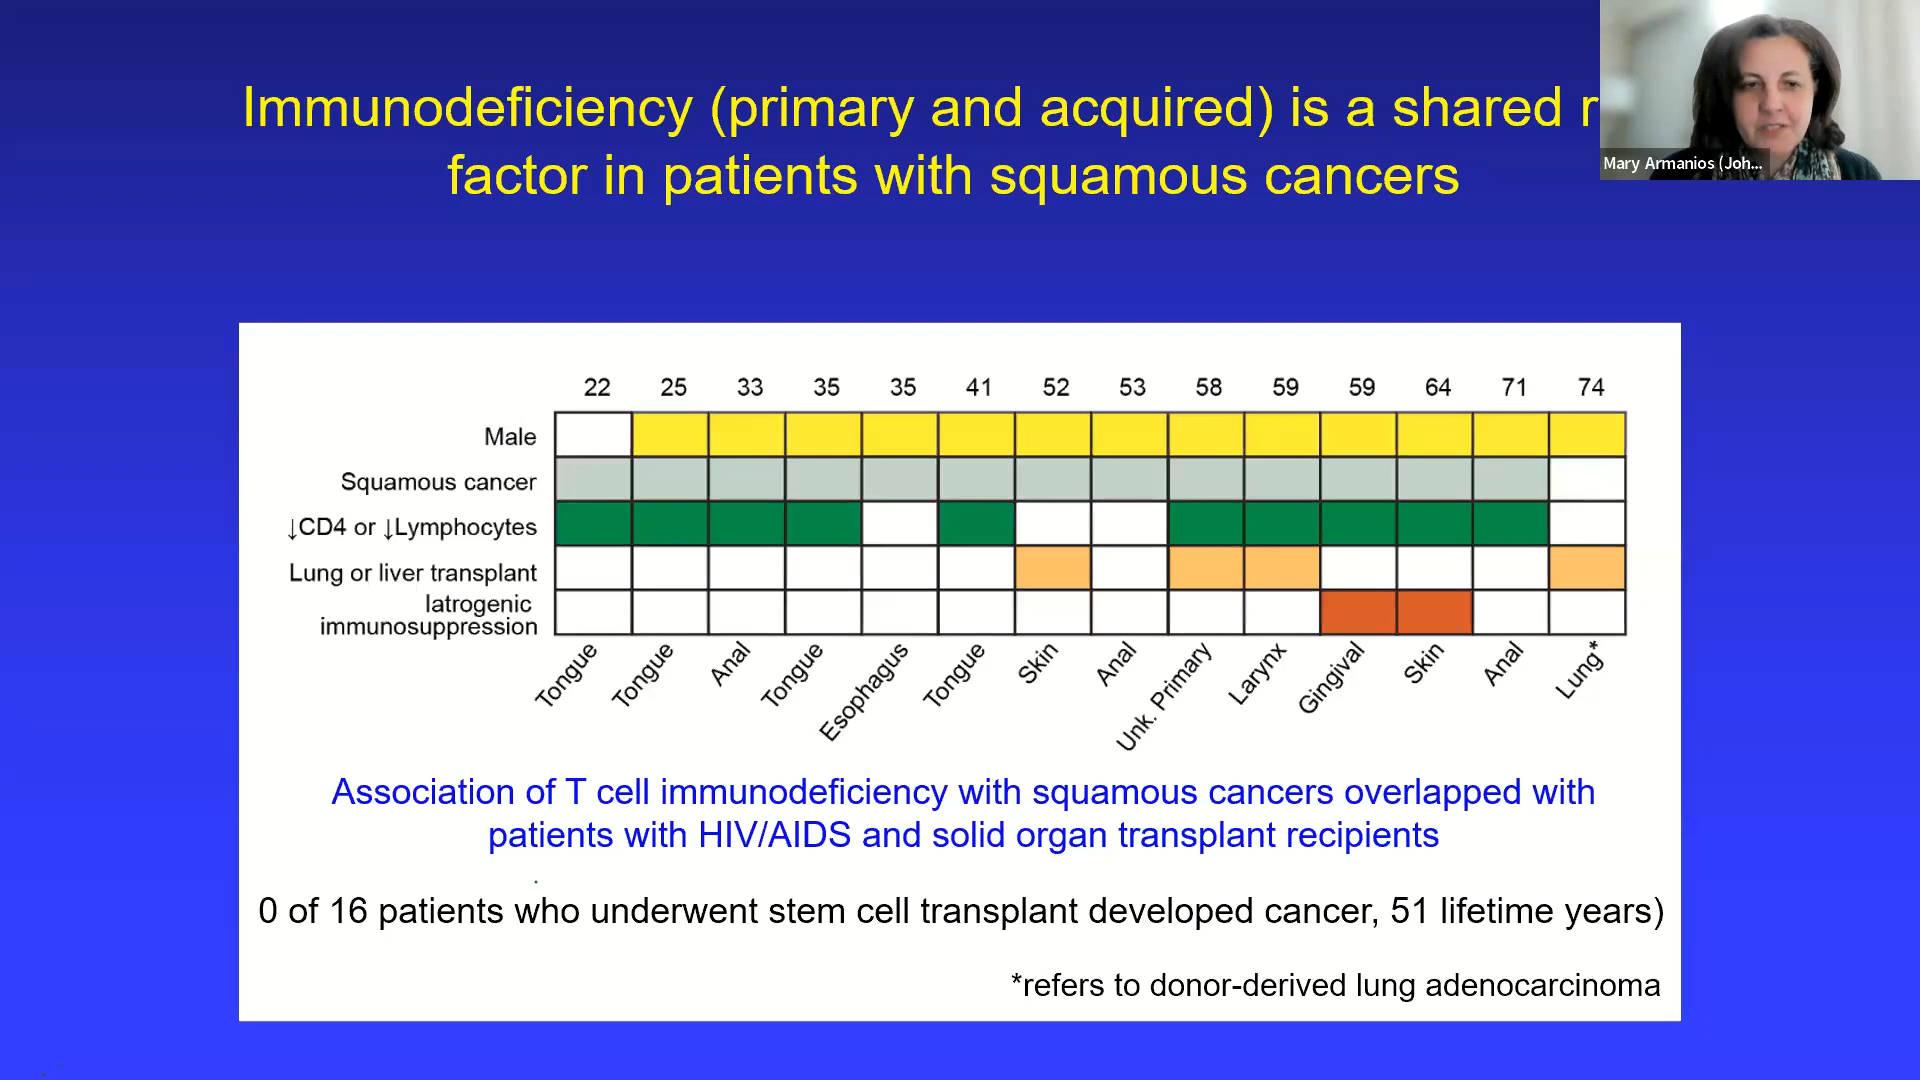 Immunodeficiency (primary and acquired) is a shared r
factor in patients with squamous cancers
Mary Armanios (Joh...
22 25 33 35 35 41 52 53 58 59 59 64 71 74
Male
Squamous cancer
↓CD4 or ↓Lymphocytes
Lung or liver transplant
Iatrogenic
immunosuppression
Tongue Tongue Anal Tongue Esophagus Tongue Skin Anal Unk. Primary Larynx Gingival Skin Anal Lung*
Association of T cell immunodeficiency with squamous cancers overlapped with
patients with HIV/AIDS and solid organ transplant recipients
0 of 16 patients who underwent stem cell transplant developed cancer, 51 lifetime years)
*refers to donor-derived lung adenocarcinoma